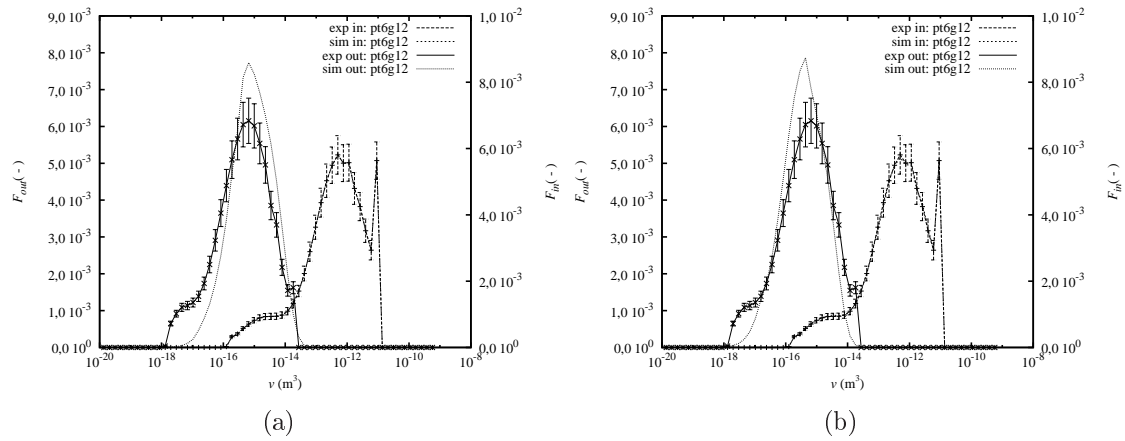 9,0 10⁻³
8,0 10⁻³
7,0 10⁻³
6,0 10⁻³
5,0 10⁻³
4,0 10⁻³
3,0 10⁻³
2,0 10⁻³
1,0 10⁻³
0,0 10⁰
F_out(-)
exp in: pt6g12
sim in: pt6g12
exp out: pt6g12
sim out: pt6g12
1,0 10⁻²
8,0 10⁻³
6,0 10⁻³
4,0 10⁻³
2,0 10⁻³
0,0 10⁰
F_in(-)
10⁻²⁰ 10⁻¹⁸ 10⁻¹⁶ 10⁻¹⁴ 10⁻¹² 10⁻¹⁰ 10⁻⁸
v (m³)
(a)
9,0 10⁻³
8,0 10⁻³
7,0 10⁻³
6,0 10⁻³
5,0 10⁻³
4,0 10⁻³
3,0 10⁻³
2,0 10⁻³
1,0 10⁻³
0,0 10⁰
F_out(-)
exp in: pt6g12
sim in: pt6g12
exp out: pt6g12
sim out: pt6g12
1,0 10⁻²
8,0 10⁻³
6,0 10⁻³
4,0 10⁻³
2,0 10⁻³
0,0 10⁰
F_in(-)
10⁻²⁰ 10⁻¹⁸ 10⁻¹⁶ 10⁻¹⁴ 10⁻¹² 10⁻¹⁰ 10⁻⁸
v (m³)
(b)